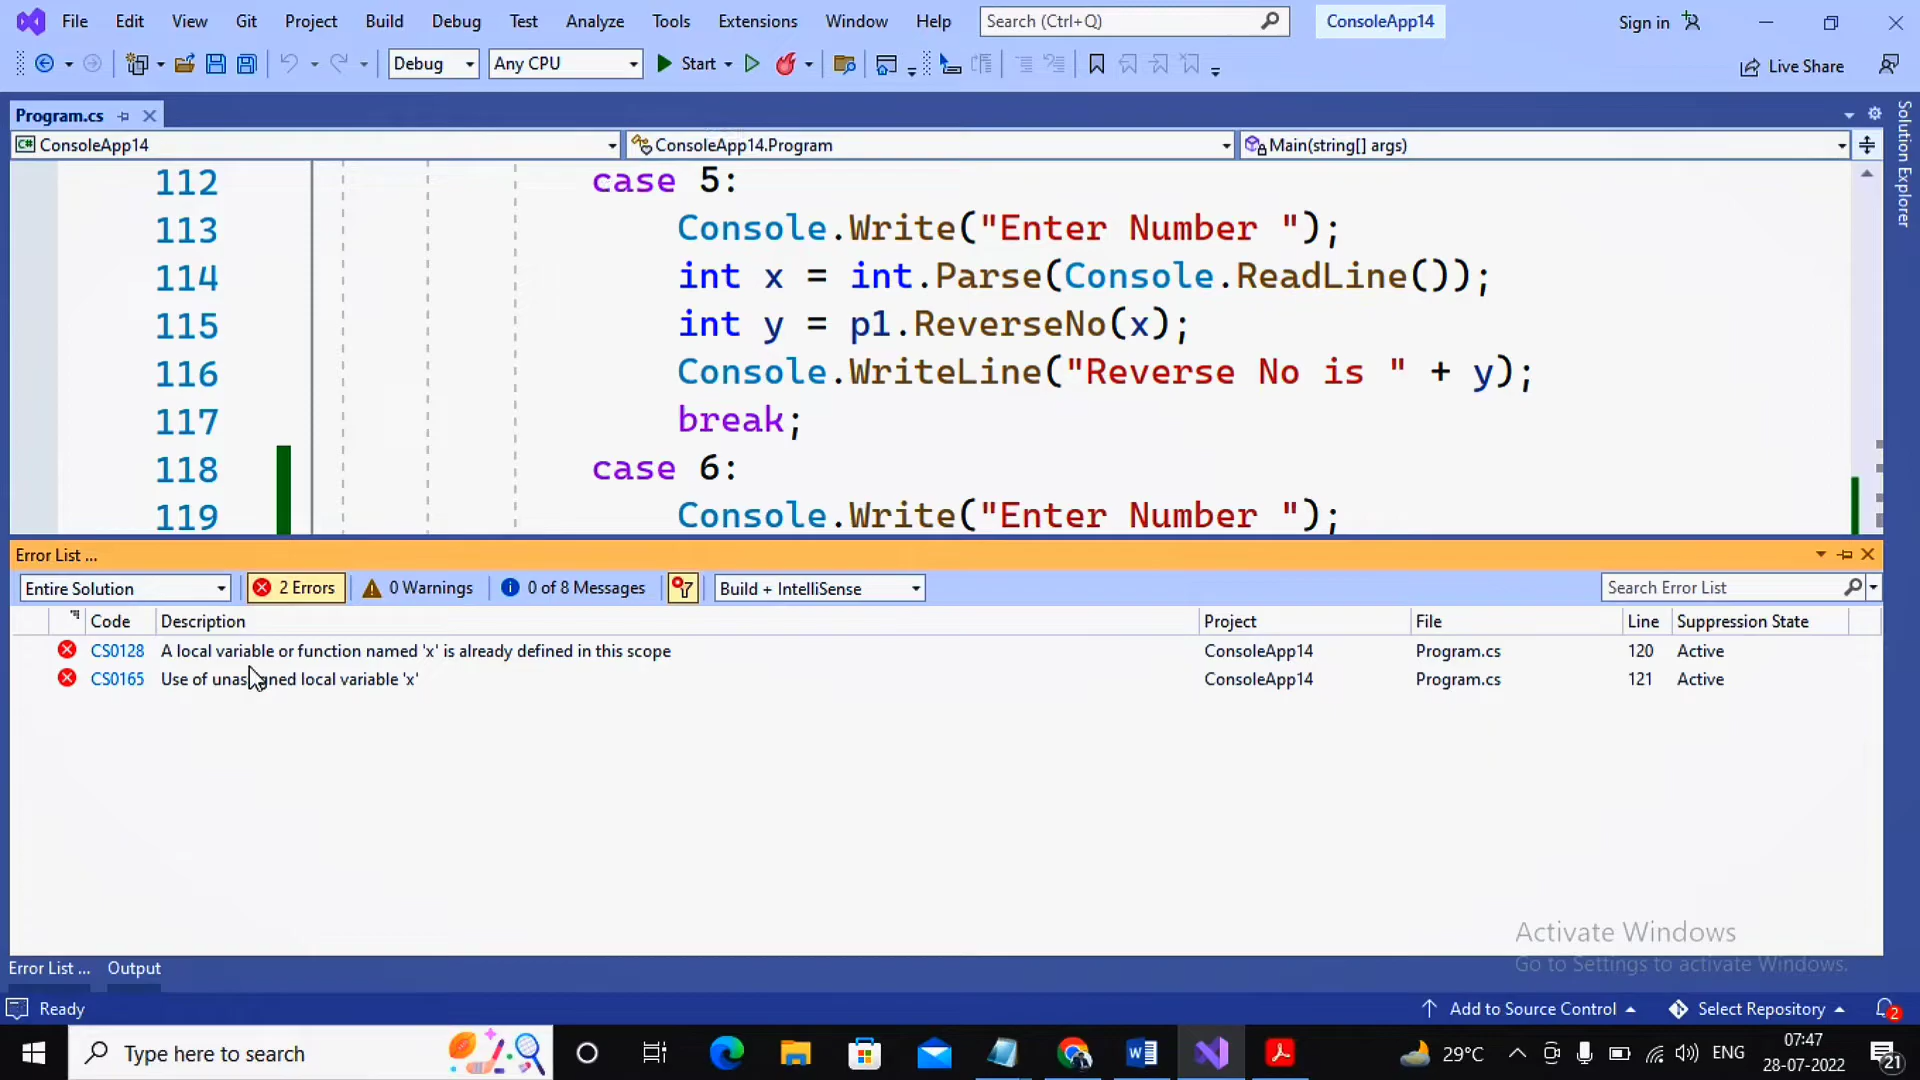 File Edit View Git Project Build Debug Test Analyze Tools Extensions Window Help Search (Ctrl+Q) ConsoleApp14 Sign in
Debug Any CPU Start Live Share
Program.cs
ConsoleApp14 ConsoleApp14.Program Main(string[] args)
Solution Explorer
112 case 5:
113 Console.Write("Enter Number ");
114 int x = int.Parse(Console.ReadLine());
115 int y = p1.ReverseNo(x);
116 Console.WriteLine("Reverse No is " + y);
117 break;
118 case 6:
119 Console.Write("Enter Number ");
Error List ...
Entire Solution 2 Errors 0 Warnings 0 of 8 Messages Build + IntelliSense Search Error List
Code Description Project File Line Suppression State
CS0128 A local variable or function named 'x' is already defined in this scope ConsoleApp14 Program.cs 120 Active
CS0165 Use of unassigned local variable 'x' ConsoleApp14 Program.cs 121 Active
Activate Windows
Go to Settings to activate Windows.
Error List ... Output
Ready Add to Source Control Select Repository 2
Type here to search 29°C ENG 07:47
28-07-2022 21